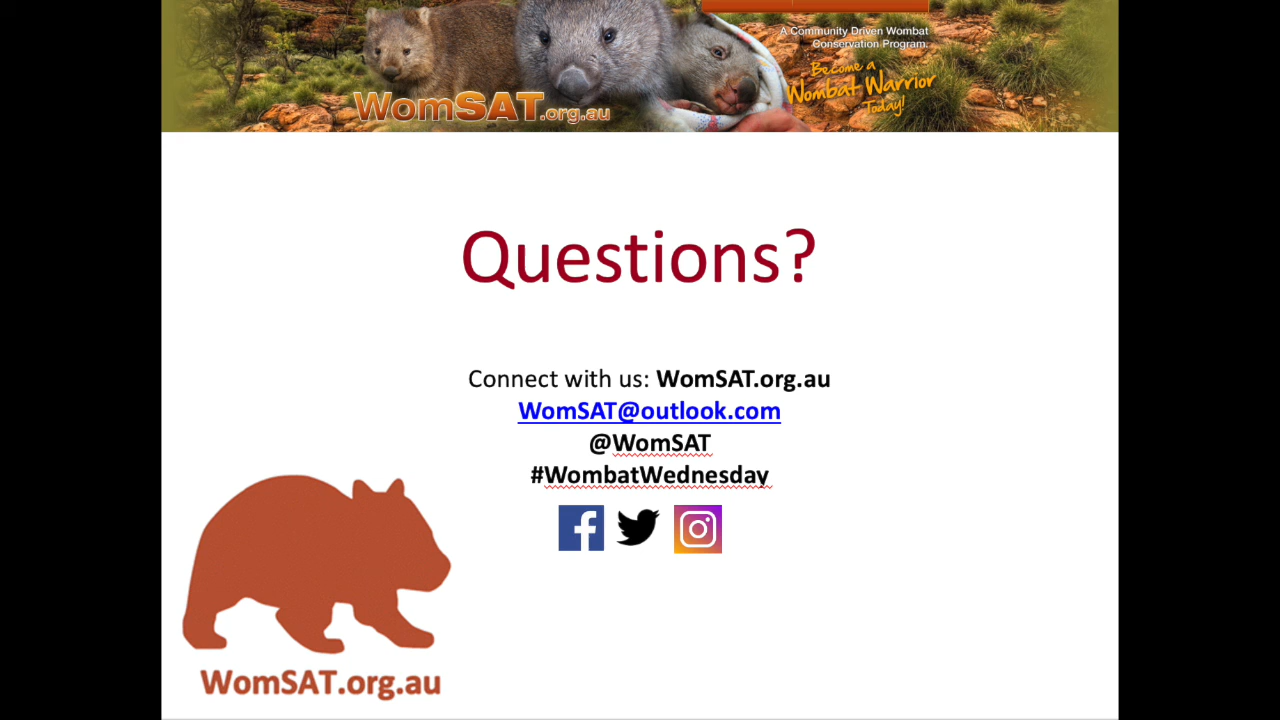 A Community Driven Wombat
Conservation Program.
Become a
Wombat Warrior
Today!
WomSAT.org.au
Questions?
Connect with us: WomSAT.org.au
WomSAT@outlook.com
@WomSAT
#WombatWednesday
WomSAT.org.au